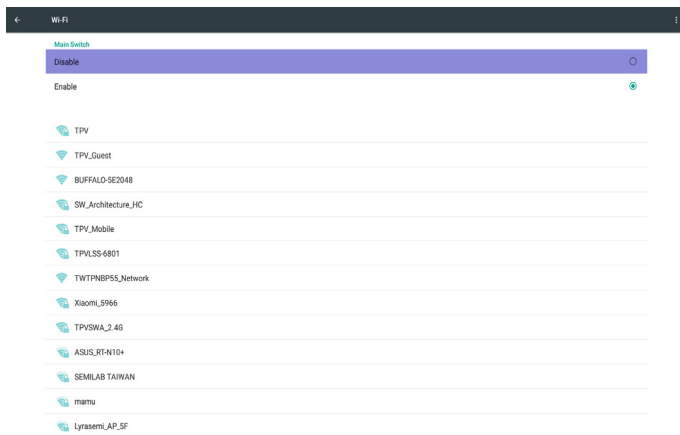 Wi-Fi
Main Switch
Disable
Enable
TPV
TPV_Guest
BUFFALO-5E2048
SW_Architecture_HC
TPV_Mobile
TPVLSS-6801
TWTPNBP55_Network
Xiaomi_5966
TPVSWA_2.4G
ASUS_RT-N10+
SEMILAB TAIWAN
mamu
Lyrasemi_AP_5F